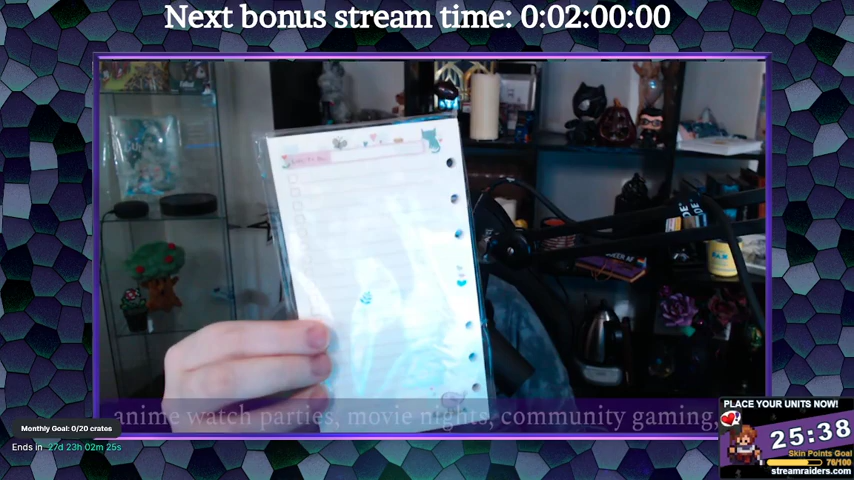 Next bonus stream time: 0:02:00:00
anime watch parties, movie nights, community gaming,
Monthly Goal: 0/20 crates
Ends in 27d 23h 02m 25s
PLACE YOUR UNITS NOW!
25:38
Skin Points Goal
76/100
streamraiders.com